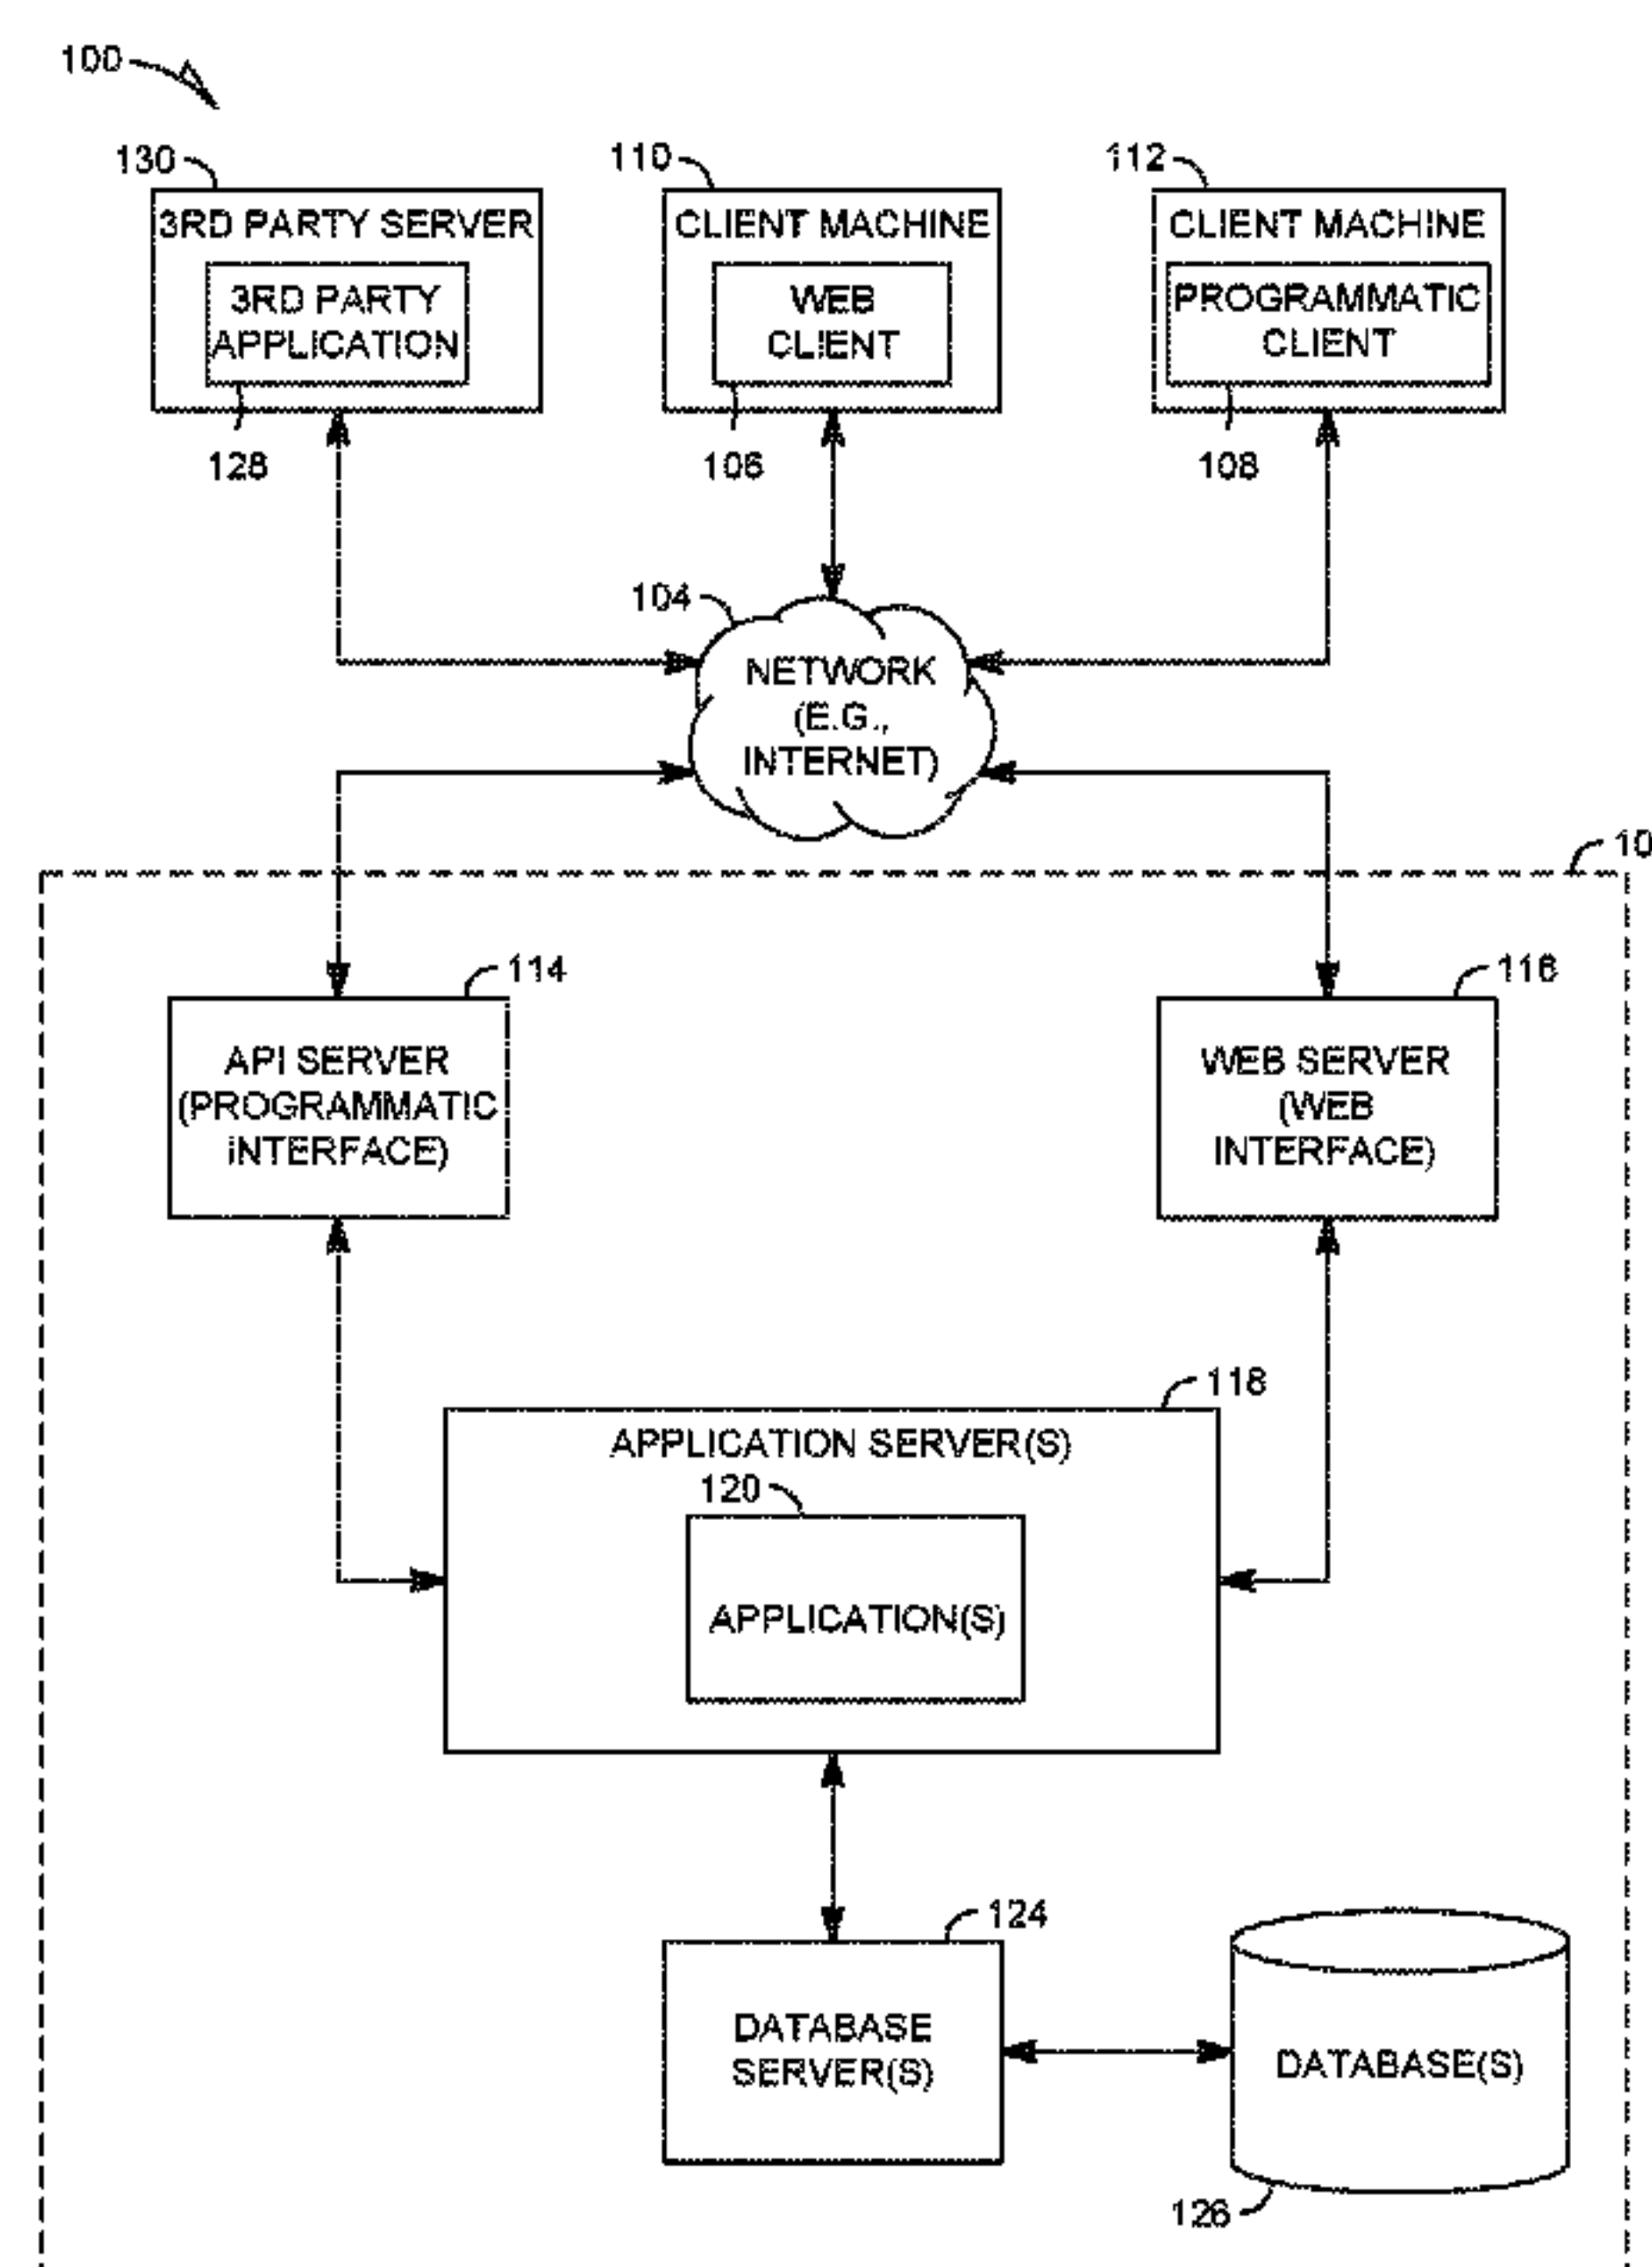 100
130
110
112
3RD PARTY SERVER
CLIENT MACHINE
CLIENT MACHINE
3RD PARTY
APPLICATION
WEB
CLIENT
PROGRAMMATIC
CLIENT
128
106
108
104
NETWORK
(E.G.,
INTERNET)
10
114
116
API SERVER
(PROGRAMMATIC
INTERFACE)
WEB SERVER
(WEB
INTERFACE)
118
APPLICATION SERVER(S)
120
APPLICATION(S)
124
DATABASE
SERVER(S)
DATABASE(S)
126